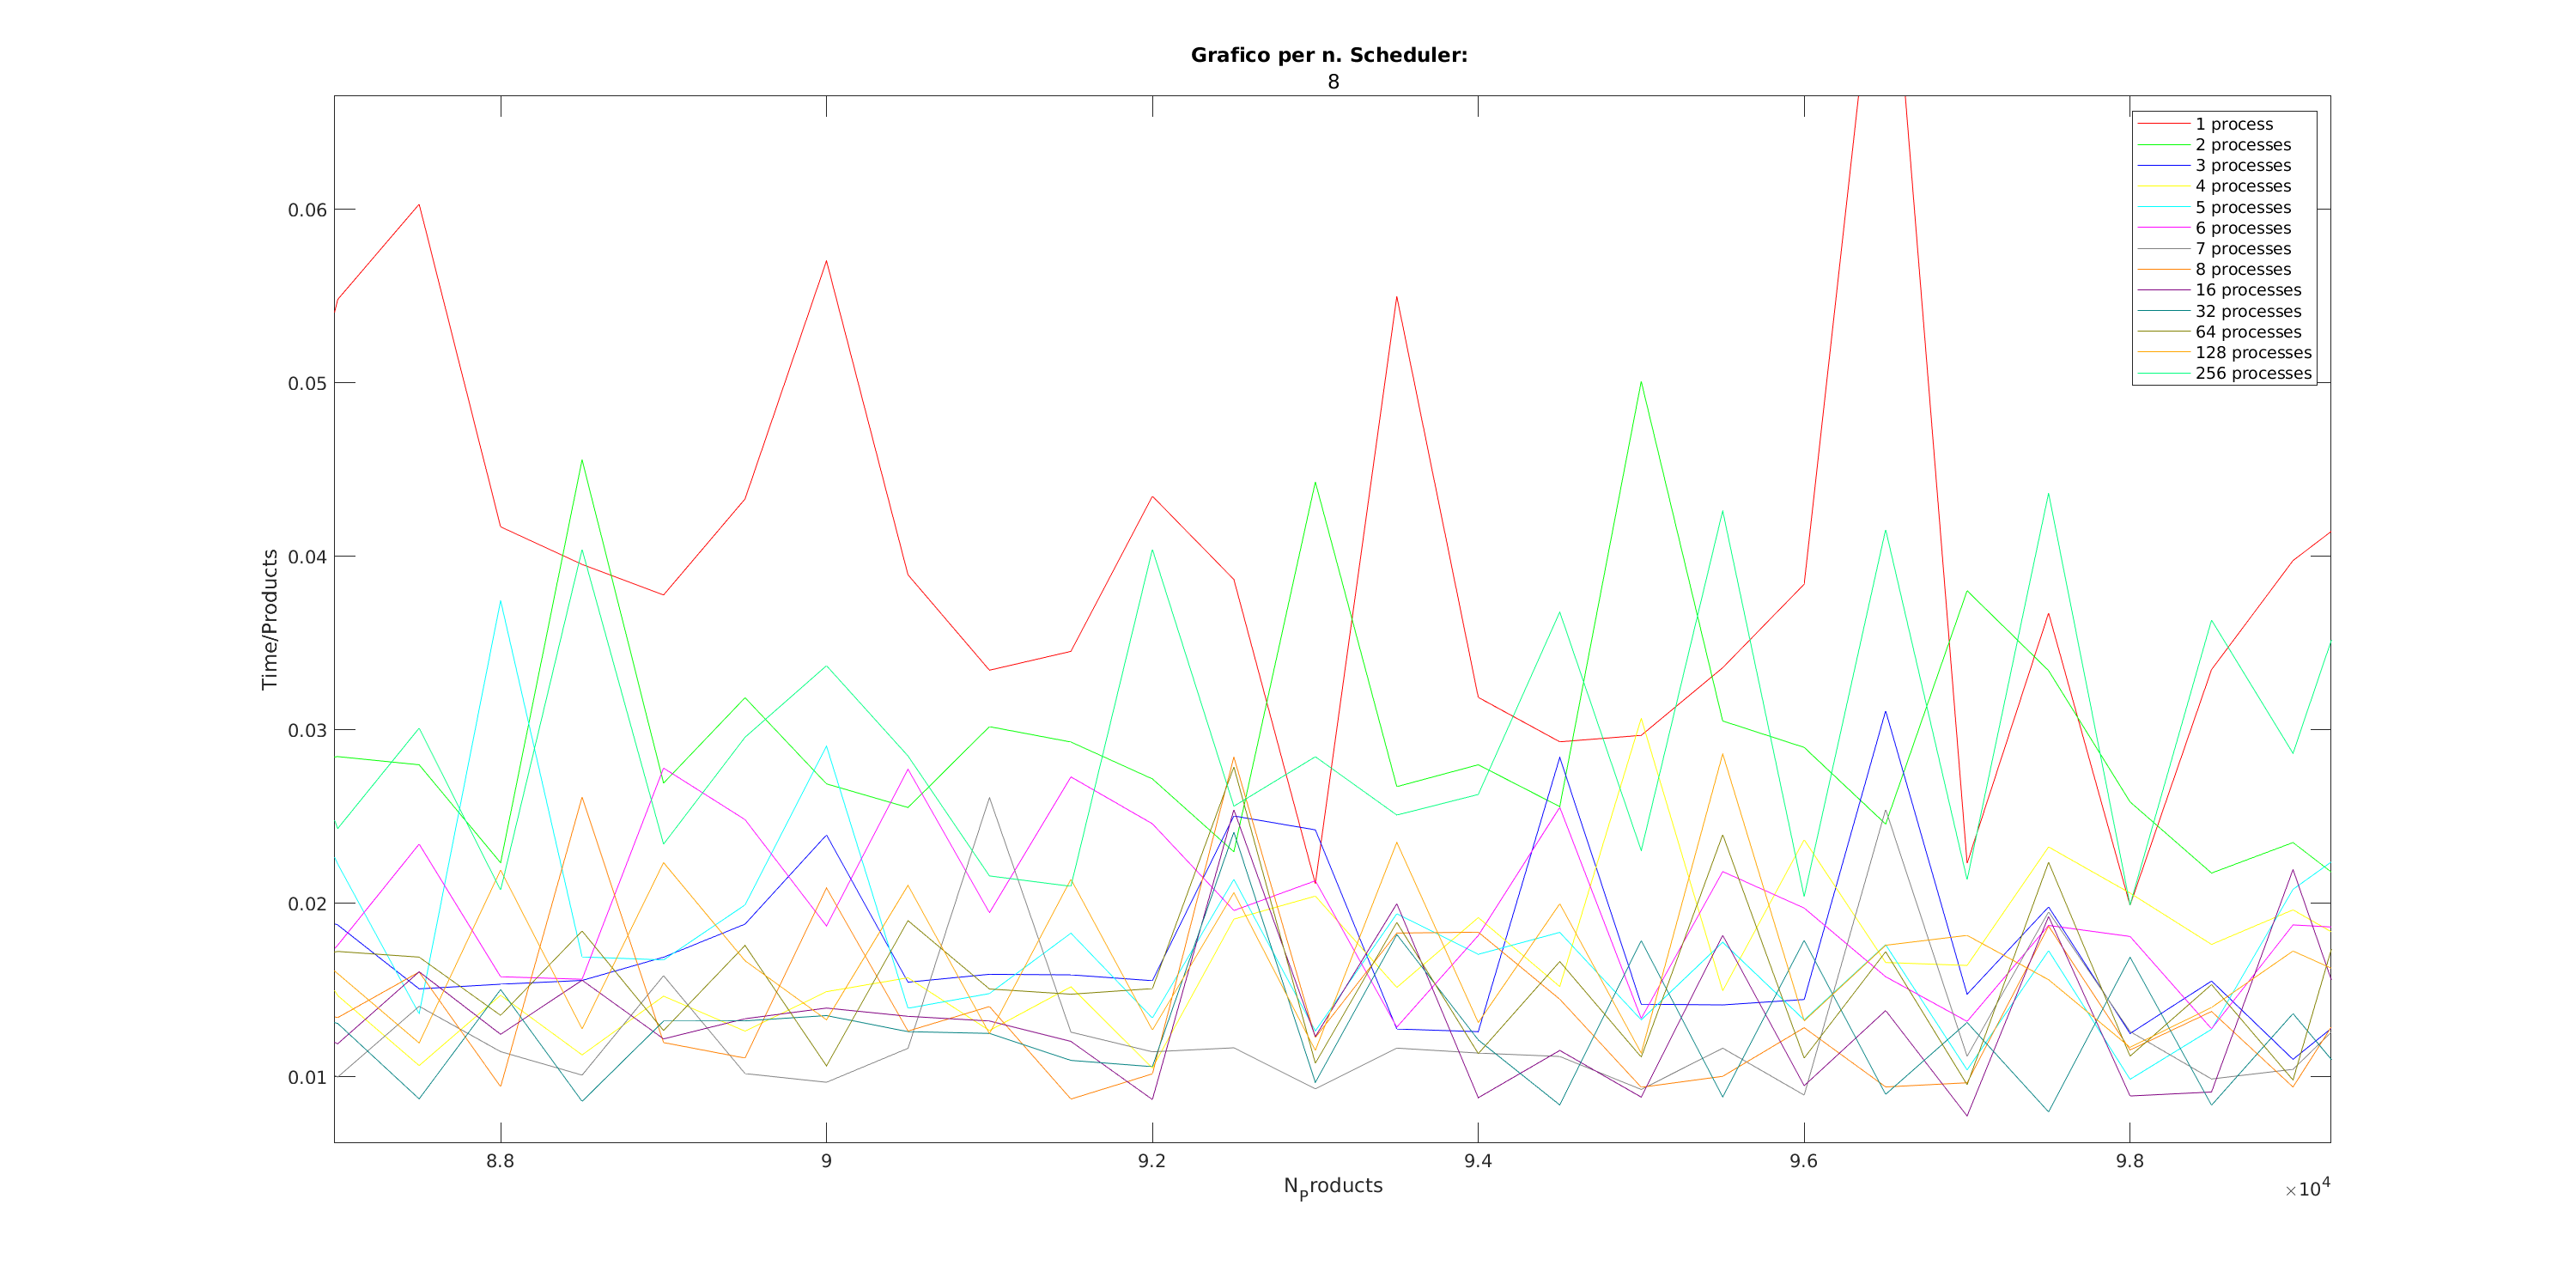 Grafico per n. Scheduler:
8
1 process
2 processes
3 processes
4 processes
5 processes
6 processes
7 processes
8 processes
16 processes
32 processes
64 processes
128 processes
256 processes
Time/Products
0.06
0.05
0.04
0.03
0.02
0.01
8.8
9
9.2
9.4
9.6
9.8
×10^4
N_Products